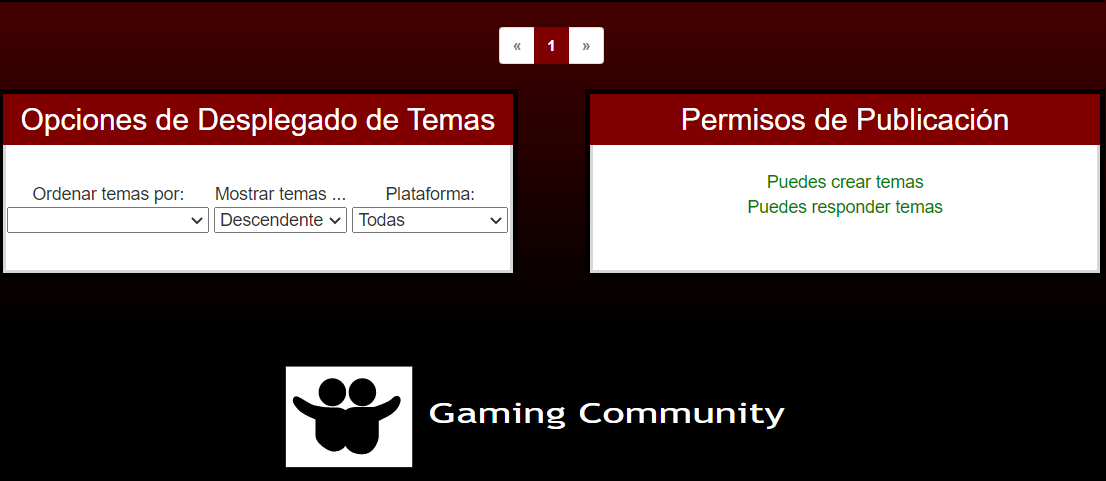 « 1 »
Opciones de Desplegado de Temas
Ordenar temas por: Mostrar temas ... Plataforma:
Descendente Todas
Permisos de Publicación
Puedes crear temas
Puedes responder temas
Gaming Community